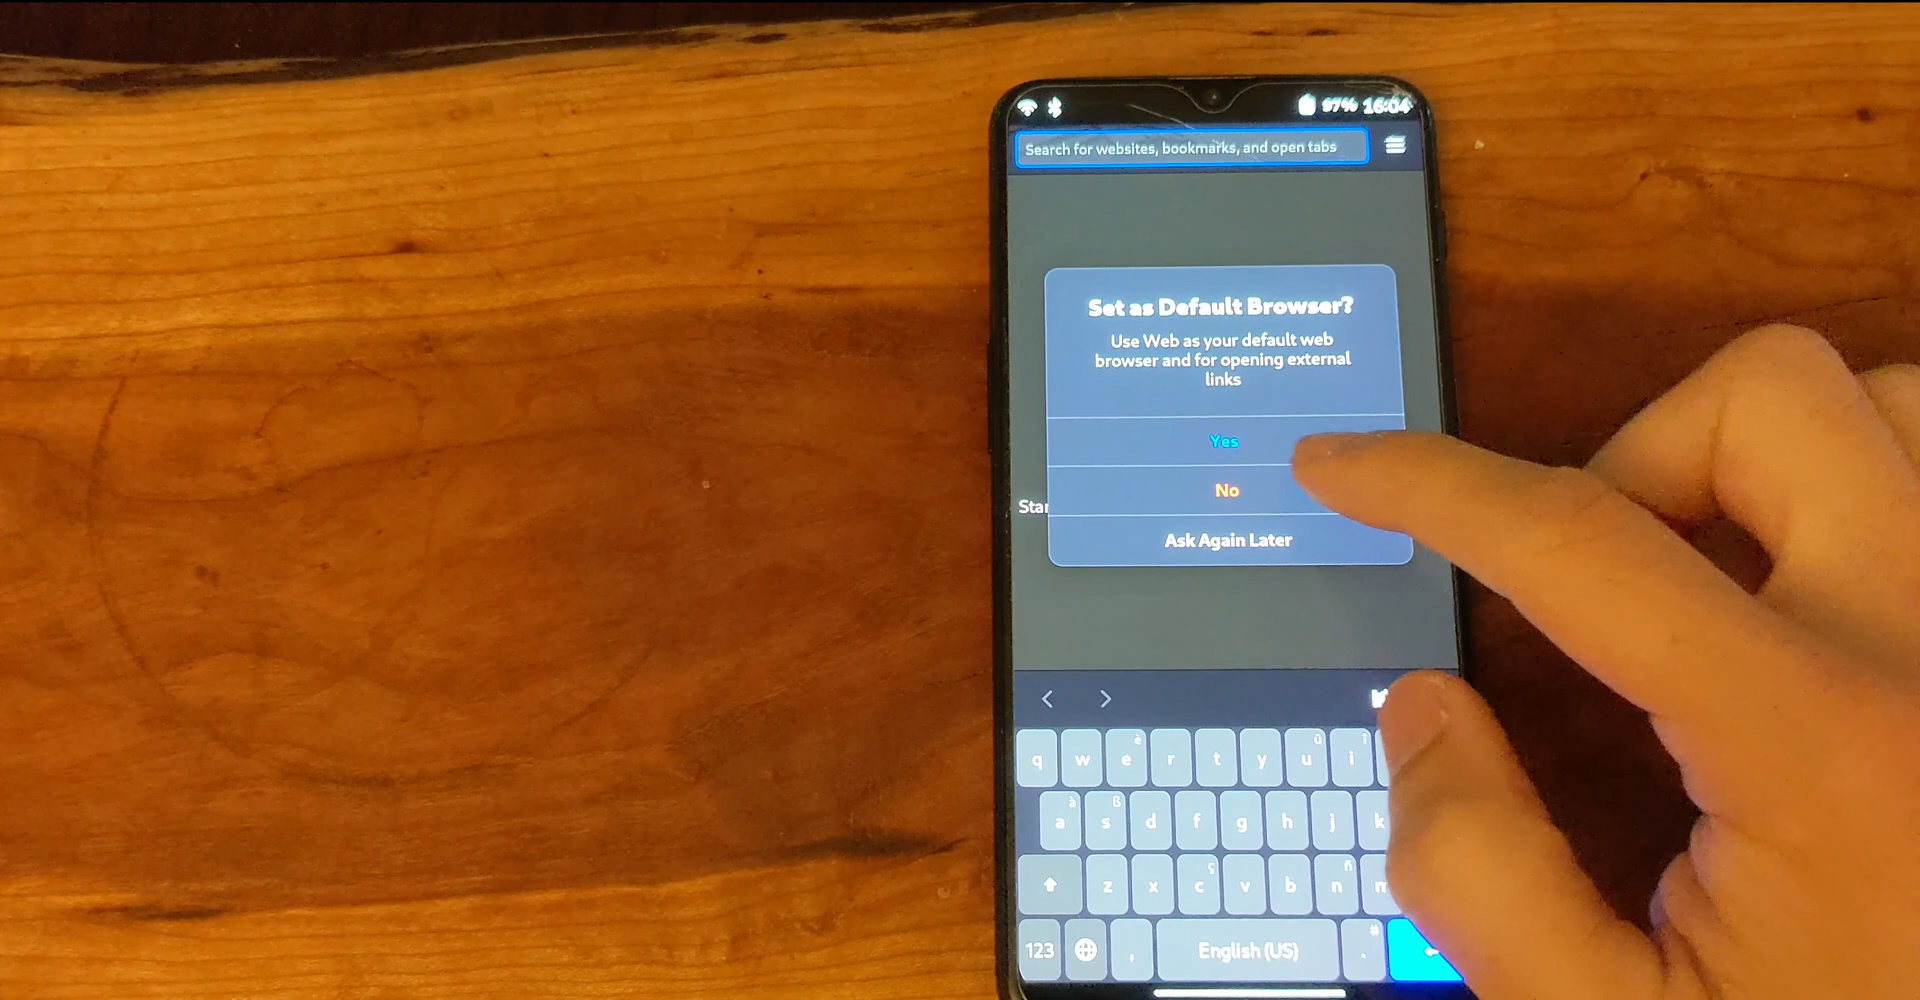 97% 16:04
Search for websites, bookmarks, and open tabs
Set as Default Browser?
Use Web as your default web
browser and for opening external
links
Yes
No
Ask Again Later
q w e è r t y u û i î
a à s ß d f g h j k
z x c ç v b n ñ m
123 , English (US) . #